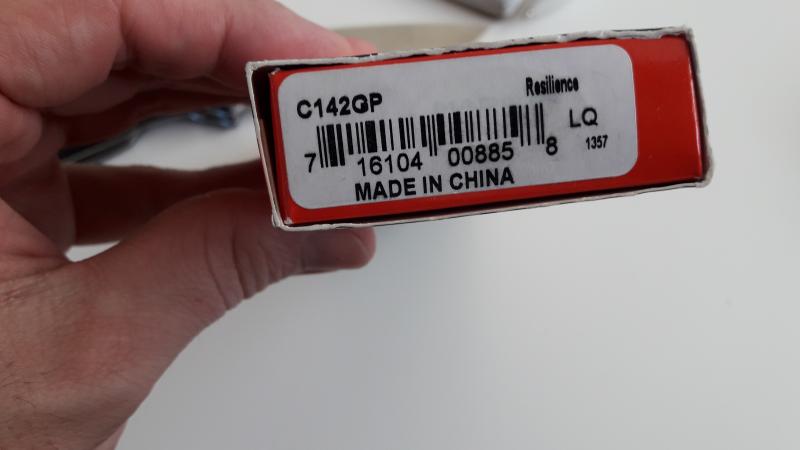 C142GP
Resilience
7 16104 00885 8
LQ
1357
MADE IN CHINA